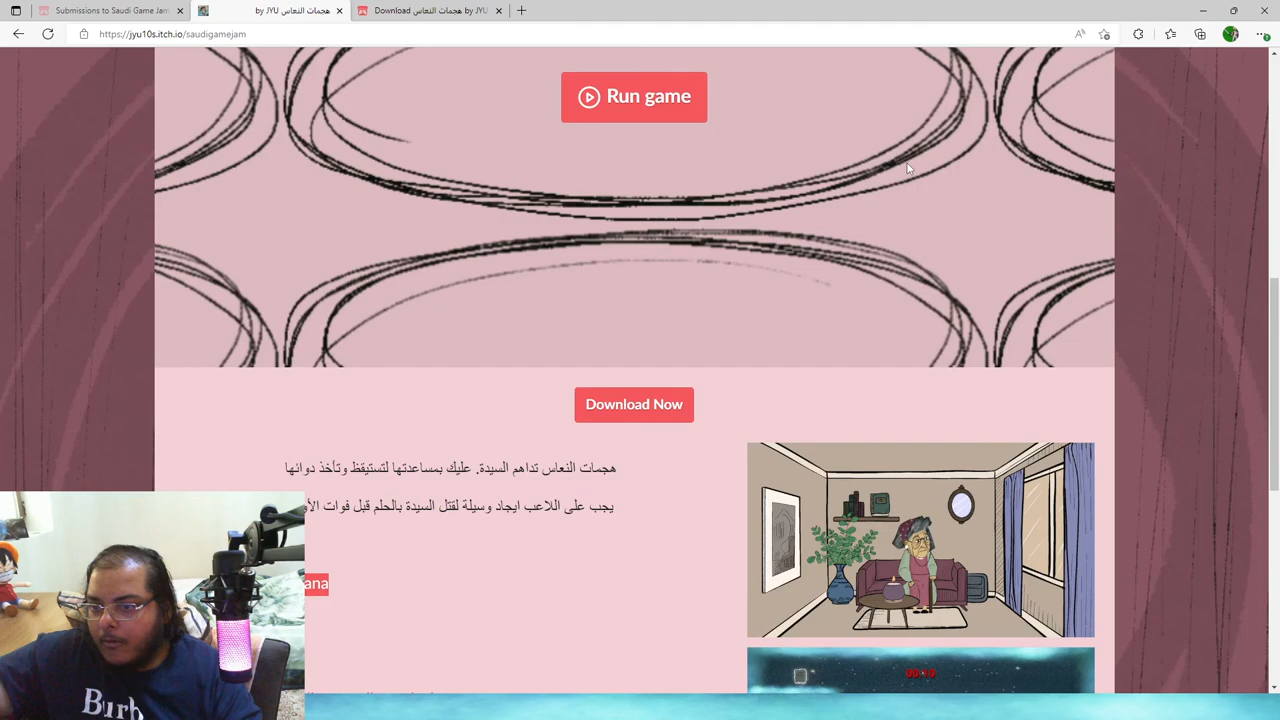 Submissions to Saudi Game Jam
هجمات النعاس by JYU
Download هجمات النعاس by JYU
https://jyu10s.itch.io/saudigamejam
Run game
Download Now
هجمات النعاس تداهم السيدة. عليك بمساعدتها لتستيقظ وتأخذ دوائها
يجب على اللاعب ايجاد وسيلة لقتل السيدة بالحلم قبل فوات
ana
Burb